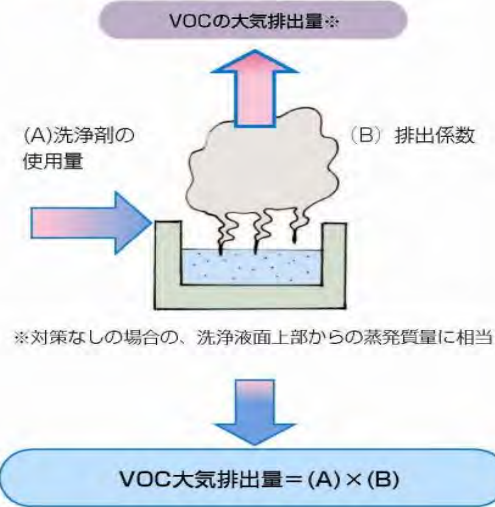 VOCの大気排出量※
(A)洗浄剤の
使用量
(B)排出係数
※対策なしの場合の、洗浄液面上部からの蒸発質量に相当
VOC大気排出量＝(A)×(B)